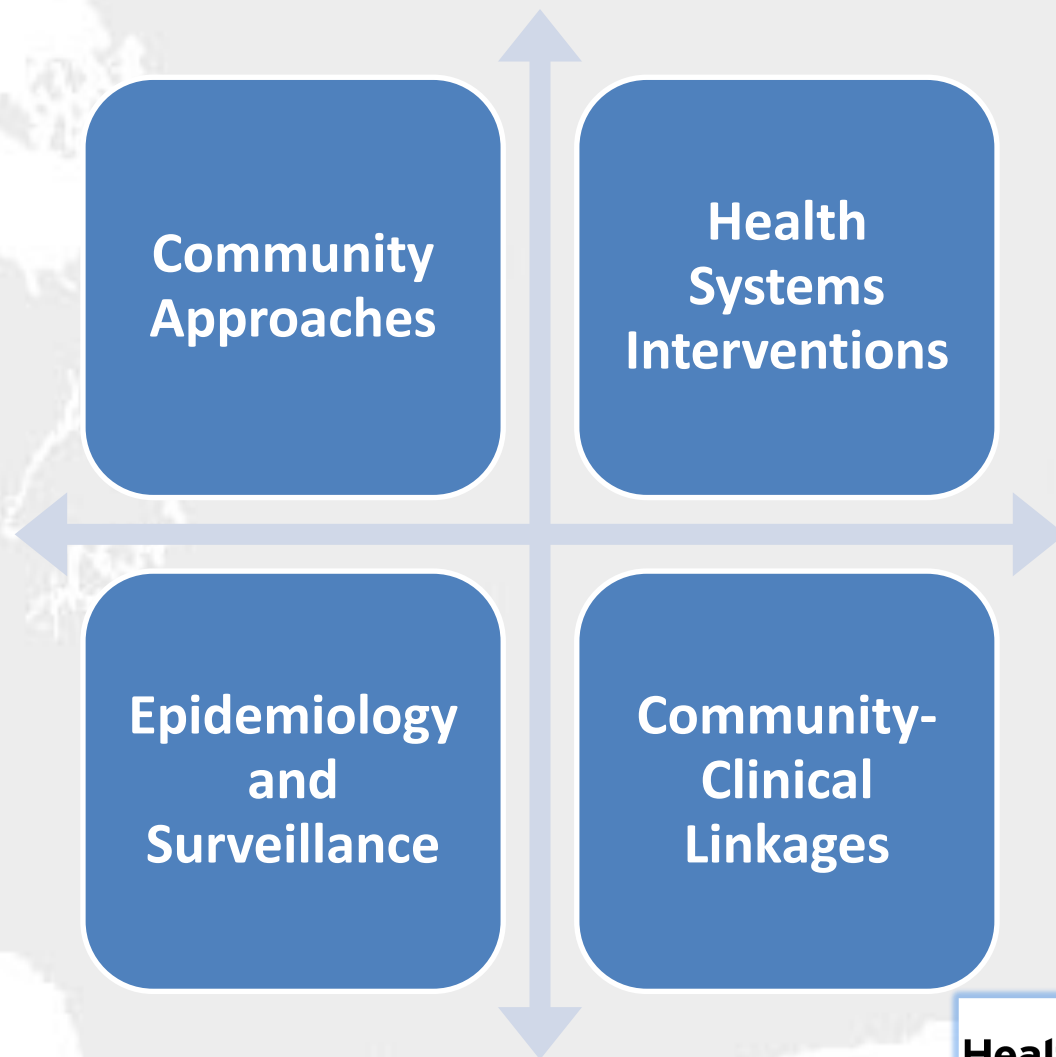 Community
Approaches
Health
Systems
Interventions
Epidemiology
and
Surveillance
Community-
Clinical
Linkages